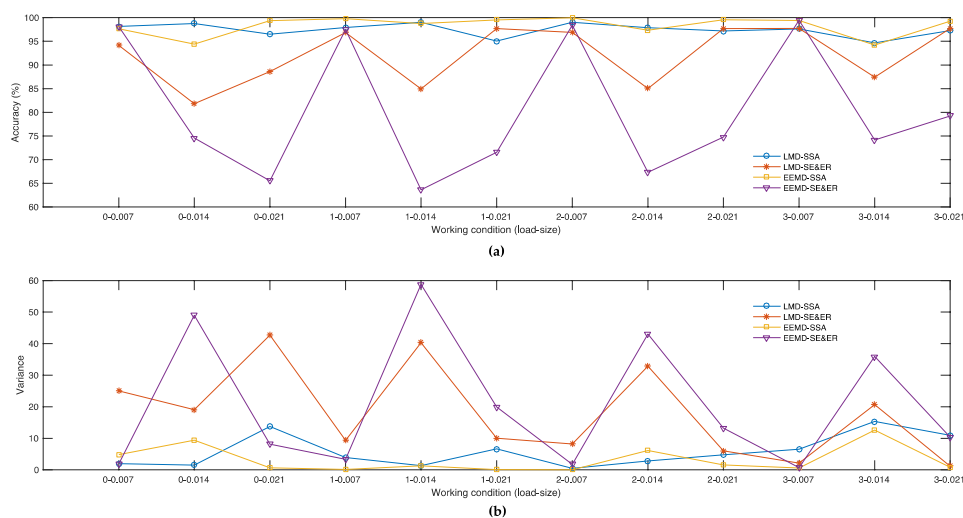 100
95
90
85
80
75
70
65
60
Accuracy (%)
LMD-SSA
LMD-SE&ER
EEMD-SSA
EEMD-SE&ER
0-0.007 0-0.014 0-0.021 1-0.007 1-0.014 1-0.021 2-0.007 2-0.014 2-0.021 3-0.007 3-0.014 3-0.021
Working condition (load-size)
(a)
60
50
40
30
20
10
0
Variance
LMD-SSA
LMD-SE&ER
EEMD-SSA
EEMD-SE&ER
0-0.007 0-0.014 0-0.021 1-0.007 1-0.014 1-0.021 2-0.007 2-0.014 2-0.021 3-0.007 3-0.014 3-0.021
Working condition (load-size)
(b)